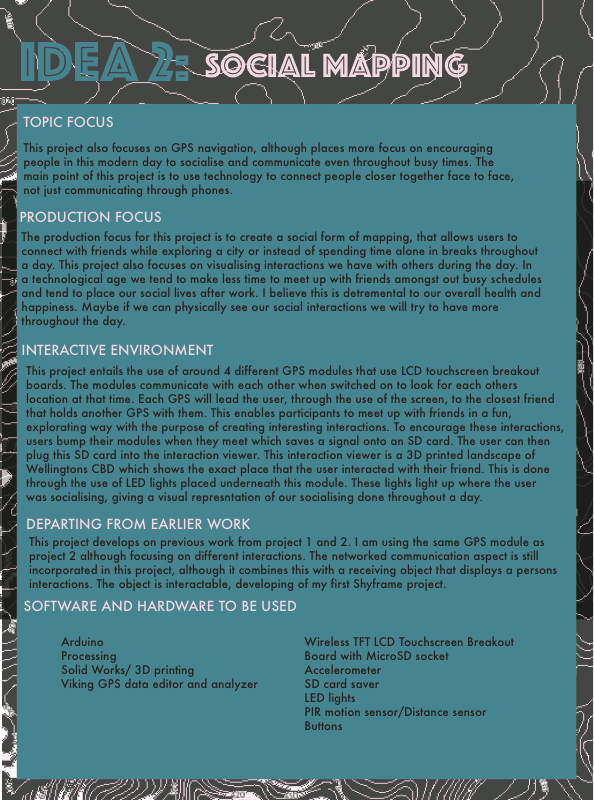 IDEA 2: SOCIAL MAPPING
TOPIC FOCUS
This project also focuses on GPS navigation, although places more focus on encouraging
people in this modern day to socialise and communicate even throughout busy times. The
main point of this project is to use technology to connect people closer together face to face,
not just communicating through phones.
PRODUCTION FOCUS
The production focus for this project is to create a social form of mapping, that allows users to
connect with friends while exploring a city or instead of spending time alone in breaks throughout
a day. This project also focuses on visualising interactions we have with others during the day. In
a technological age we tend to make less time to meet up with friends amongst out busy schedules
and tend to place our social lives after work. I believe this is detremental to our overall health and
happiness. Maybe if we can physically see our social interactions we will try to have more
throughout the day.
INTERACTIVE ENVIRONMENT
This project entails the use of around 4 different GPS modules that use LCD touchscreen breakout
boards. The modules communicate with each other when switched on to look for each others
location at that time. Each GPS will lead the user, through the use of the screen, to the closest friend
that holds another GPS with them. This enables participants to meet up with friends in a fun,
explorating way with the purpose of creating interesting interactions. To encourage these interactions,
users bump their modules when they meet which saves a signal onto an SD card. The user can then
plug this SD card into the interaction viewer. This interaction viewer is a 3D printed landscape of
Wellingtons CBD which shows the exact place that the user interacted with their friend. This is done
through the use of LED lights placed underneath this module. These lights light up where the user
was socialising, giving a visual represntation of our socialising done throughout a day.
DEPARTING FROM EARLIER WORK
This project develops on previous work from project 1 and 2. I am using the same GPS module as
project 2 although focusing on different interactions. The networked communication aspect is still
incorporated in this project, although it combines this with a receiving object that displays a persons
interactions. The object is interactable, developing of my first Shyframe project.
SOFTWARE AND HARDWARE TO BE USED
Arduino
Processing
Solid Works/ 3D printing
Viking GPS data editor and analyzer
Wireless TFT LCD Touchscreen Breakout
Board with MicroSD socket
Accelerometer
SD card saver
LED lights
PIR motion sensor/Distance sensor
Buttons